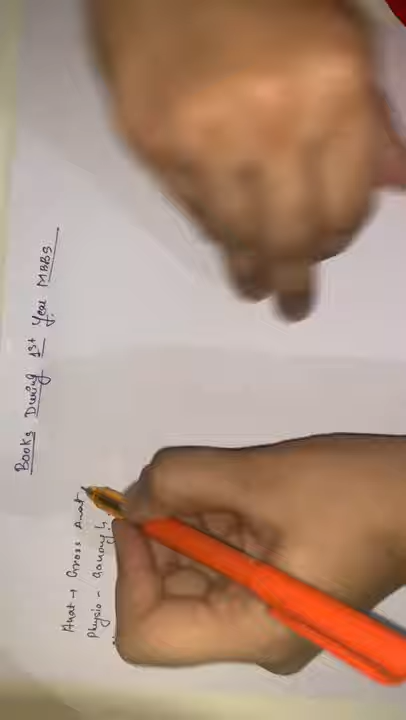 Books During 1st Year MBBS
Anat → Gross Anat
Physio -